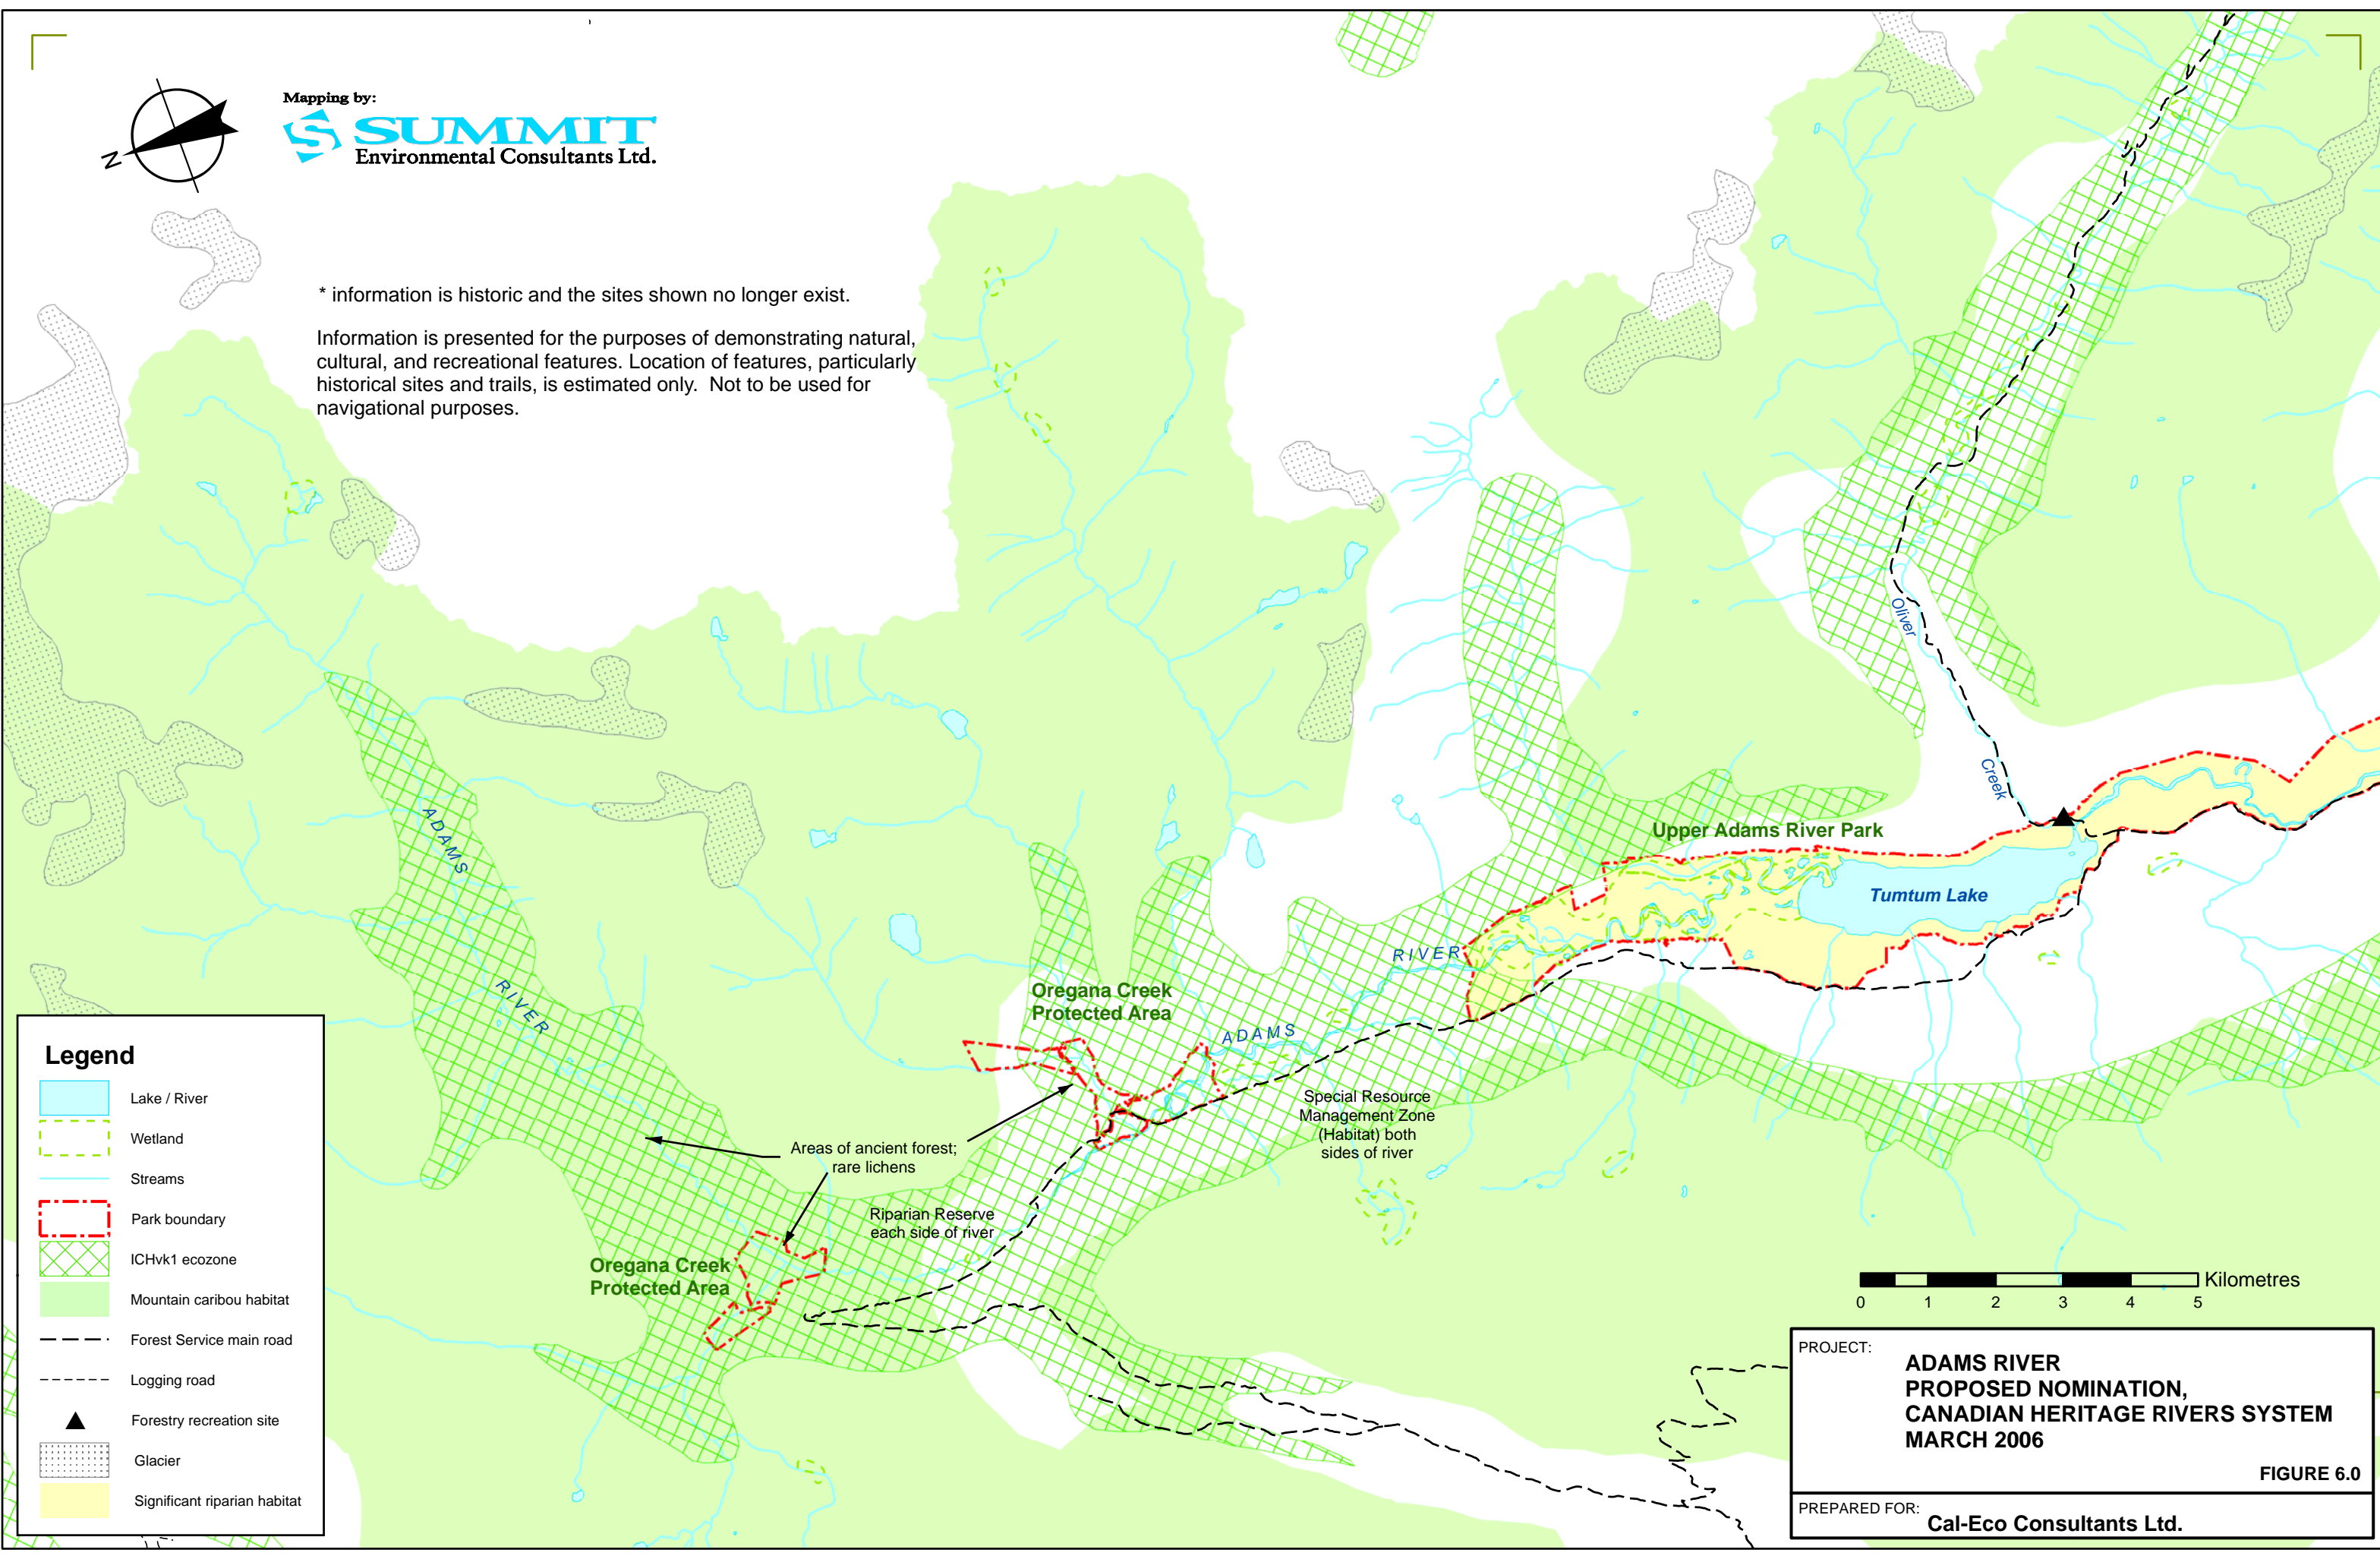 N
Mapping by:
S SUMMIT
Environmental Consultants Ltd.
* information is historic and the sites shown no longer exist.
Information is presented for the purposes of demonstrating natural,
cultural, and recreational features. Location of features, particularly
historical sites and trails, is estimated only. Not to be used for
navigational purposes.
Oliver
Creek
Upper Adams River Park
Tumtum Lake
ADAMS
RIVER
RIVER
ADAMS
Oregana Creek
Protected Area
Special Resource
Management Zone
(Habitat) both
sides of river
Areas of ancient forest;
rare lichens
Riparian Reserve
each side of river
Oregana Creek
Protected Area
Legend
Lake / River
Wetland
Streams
Park boundary
ICHvk1 ecozone
Mountain caribou habitat
Forest Service main road
Logging road
Forestry recreation site
Glacier
Significant riparian habitat
Kilometres
0 1 2 3 4 5
PROJECT:
ADAMS RIVER
PROPOSED NOMINATION,
CANADIAN HERITAGE RIVERS SYSTEM
MARCH 2006
FIGURE 6.0
PREPARED FOR:
Cal-Eco Consultants Ltd.